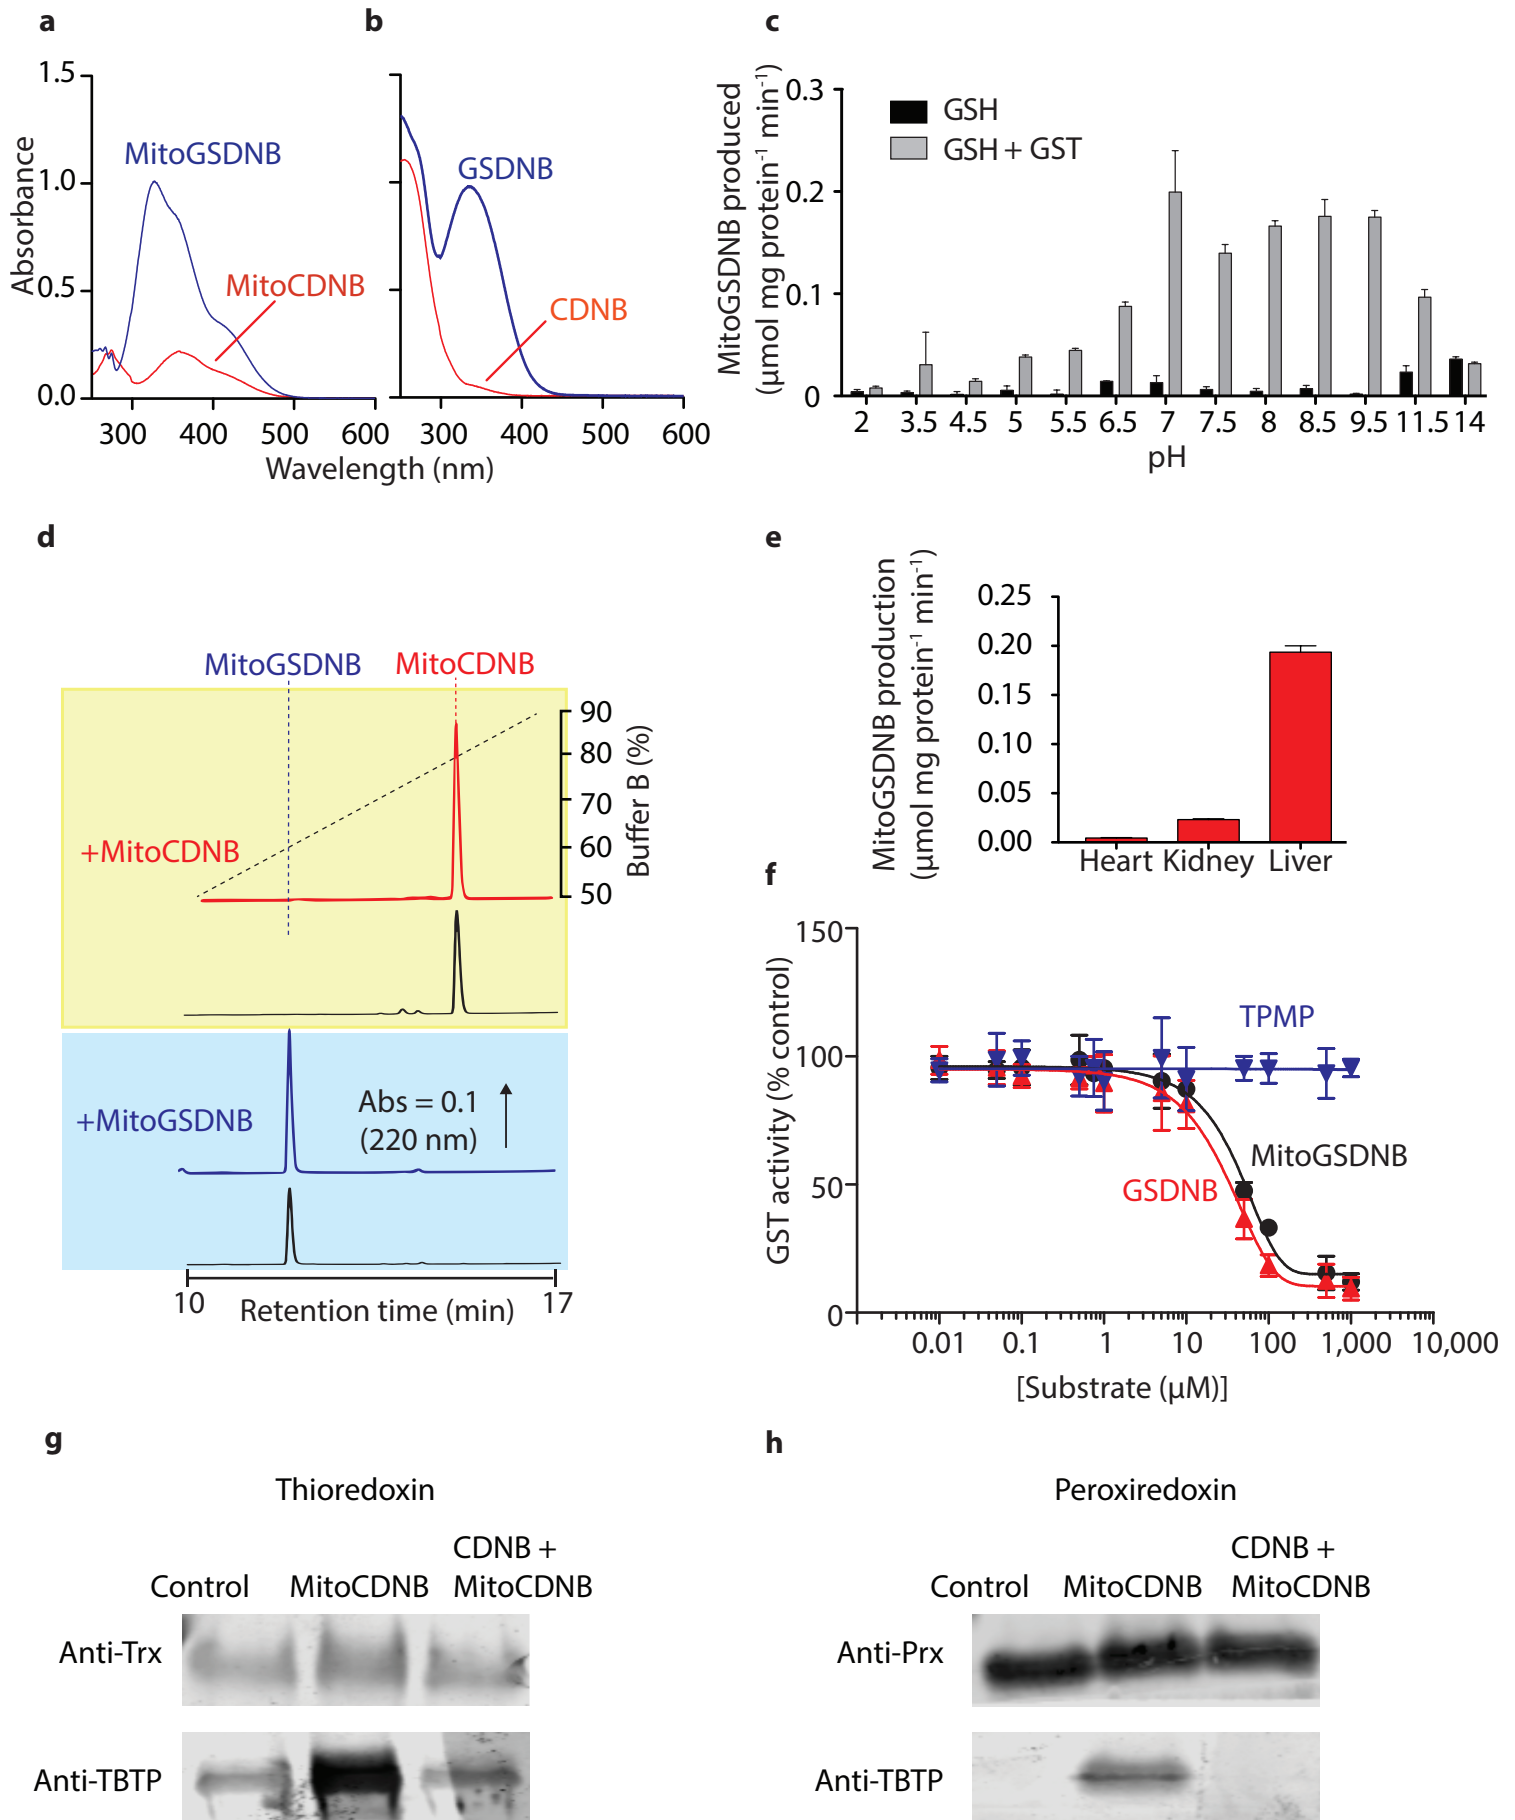 a
b
c
1.5
1.0
0.5
0.0
Absorbance
MitoGSDNB
MitoCDNB
GSDNB
CDNB
300 400 500 600
300 400 500 600
Wavelength (nm)
MitoGSDNB produced
(µmol mg protein⁻¹ min⁻¹)
0.3
0.2
0.1
0
GSH
GSH + GST
2 3.5 4.5 5 5.5 6.5 7 7.5 8 8.5 9.5 11.5 14
pH
d
MitoGSDNB MitoCDNB
+MitoCDNB
90
80
70
60
50
Buffer B (%)
+MitoGSDNB
Abs = 0.1
(220 nm)
10 17
Retention time (min)
e
MitoGSDNB production
(µmol mg protein⁻¹ min⁻¹)
0.25
0.20
0.15
0.10
0.05
0.00
Heart Kidney Liver
f
GST activity (% control)
150
100
50
0
TPMP
MitoGSDNB
GSDNB
0.01 0.1 1 10 100 1,000 10,000
[Substrate (µM)]
g
Thioredoxin
CDNB +
Control MitoCDNB MitoCDNB
Anti-Trx
Anti-TBTP
h
Peroxiredoxin
CDNB +
Control MitoCDNB MitoCDNB
Anti-Prx
Anti-TBTP